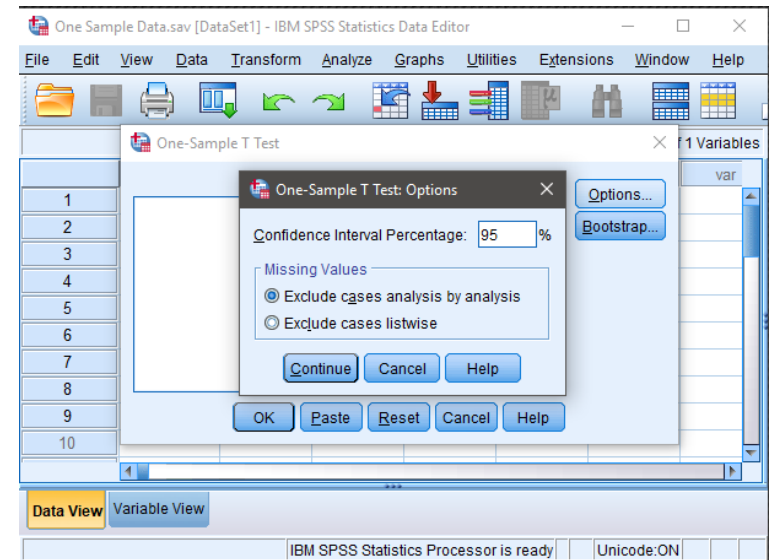 One Sample Data.sav [DataSet1] - IBM SPSS Statistics Data Editor
File Edit View Data Transform Analyze Graphs Utilities Extensions Window Help
One-Sample T Test
1 Variables
var
One-Sample T Test: Options
Options...
Confidence Interval Percentage: 95 %
Bootstrap...
Missing Values
Exclude cases analysis by analysis
Exclude cases listwise
Continue Cancel Help
OK Paste Reset Cancel Help
1
2
3
4
5
6
7
8
9
10
Data View Variable View
IBM SPSS Statistics Processor is ready Unicode:ON